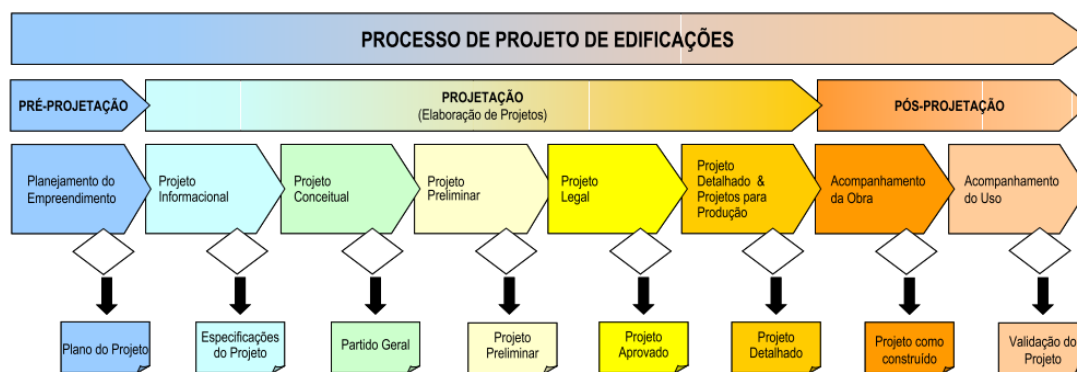 PROCESSO DE PROJETO DE EDIFICAÇÕES
PRÉ-PROJETAÇÃO
PROJETAÇÃO
(Elaboração de Projetos)
PÓS-PROJETAÇÃO
Planejamento do
Empreendimento
Projeto
Informacional
Projeto
Conceitual
Projeto
Preliminar
Projeto
Legal
Projeto
Detalhado &
Projetos para
Produção
Acompanhamento
da Obra
Acompanhamento
do Uso
Plano do Projeto
Especificações
do Projeto
Partido Geral
Projeto
Preliminar
Projeto
Aprovado
Projeto
Detalhado
Projeto como
construído
Validação do
Projeto